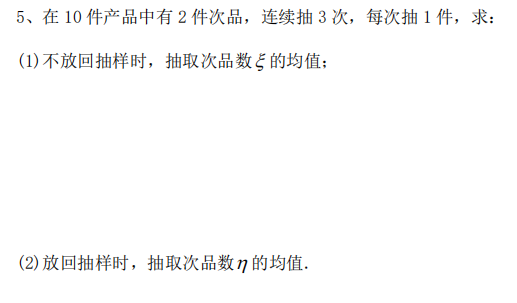 5、在 10 件产品中有 2 件次品，连续抽 3 次，每次抽 1 件，求：
(1)不放回抽样时，抽取次品数ξ的均值；
(2)放回抽样时，抽取次品数η的均值.